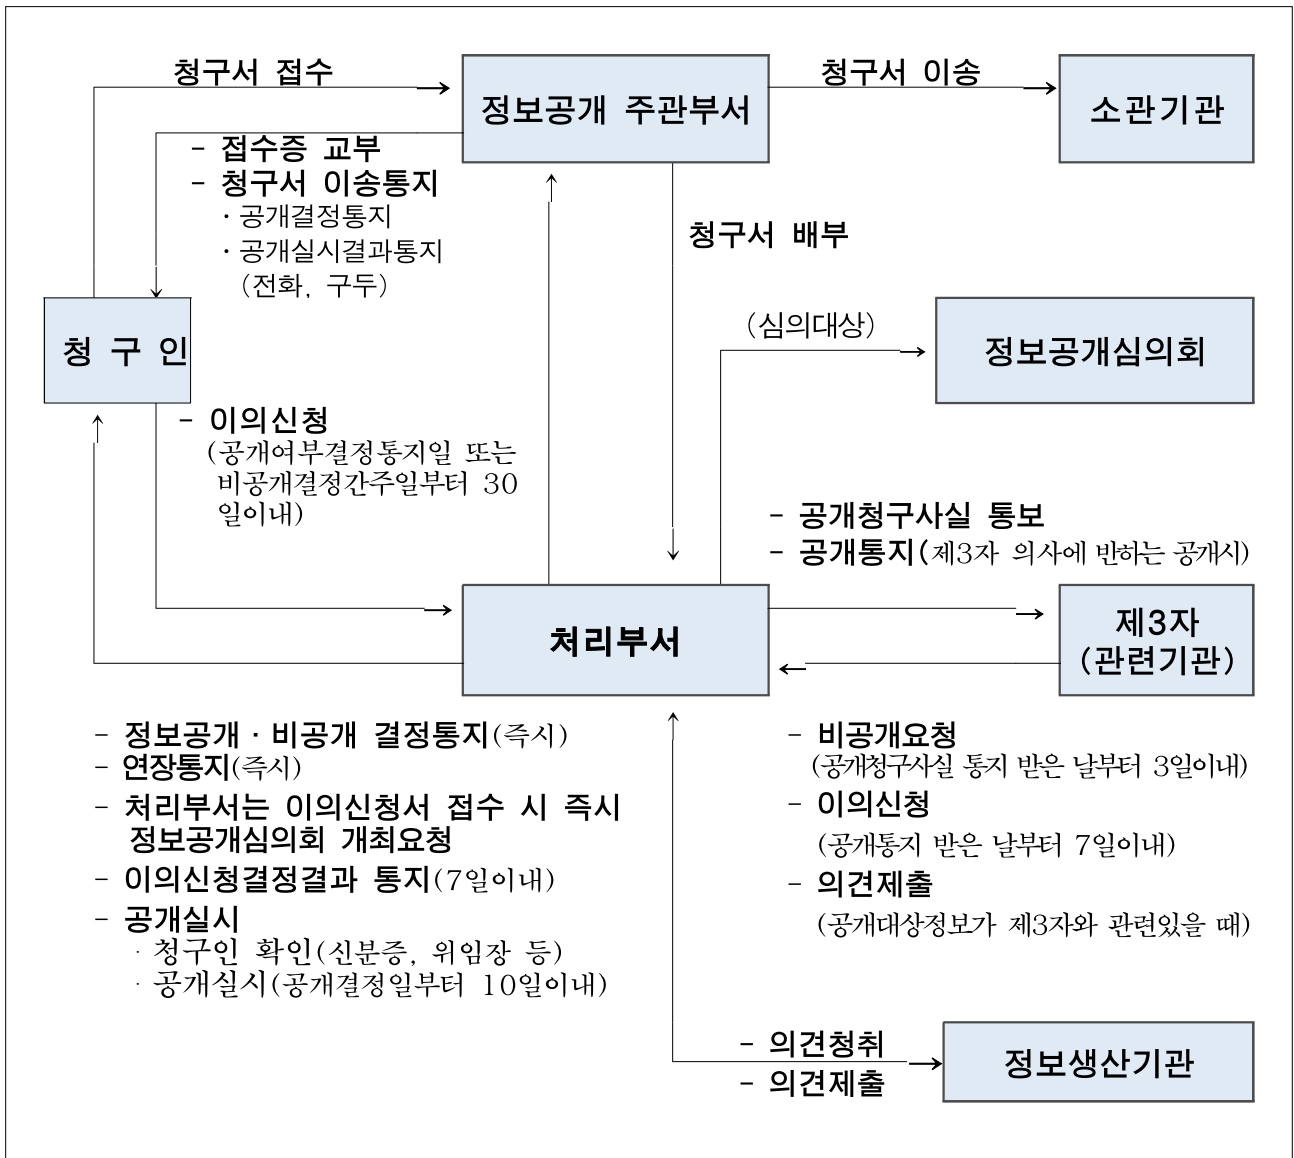 청구서 접수
청구서 이송
정보공개 주관부서
소관기관
- 접수증 교부
- 청구서 이송통지
· 공개결정통지
· 공개실시결과통지
(전화, 구두)
청구서 배부
(심의대상)
청 구 인
정보공개심의회
- 이의신청
(공개여부결정통지일 또는
비공개결정간주일부터 30
일이내)
- 공개청구사실 통보
- 공개통지(제3자 의사에 반하는 공개시)
처리부서
제3자
(관련기관)
- 정보공개 · 비공개 결정통지(즉시)
- 연장통지(즉시)
- 처리부서는 이의신청서 접수 시 즉시
정보공개심의회 개최요청
- 이의신청결정결과 통지(7일이내)
- 공개실시
· 청구인 확인(신분증, 위임장 등)
· 공개실시(공개결정일부터 10일이내)
- 비공개요청
(공개청구사실 통지 받은 날부터 3일이내)
- 이의신청
(공개통지 받은 날부터 7일이내)
- 의견제출
(공개대상정보가 제3자와 관련있을 때)
- 의견청취
- 의견제출
정보생산기관